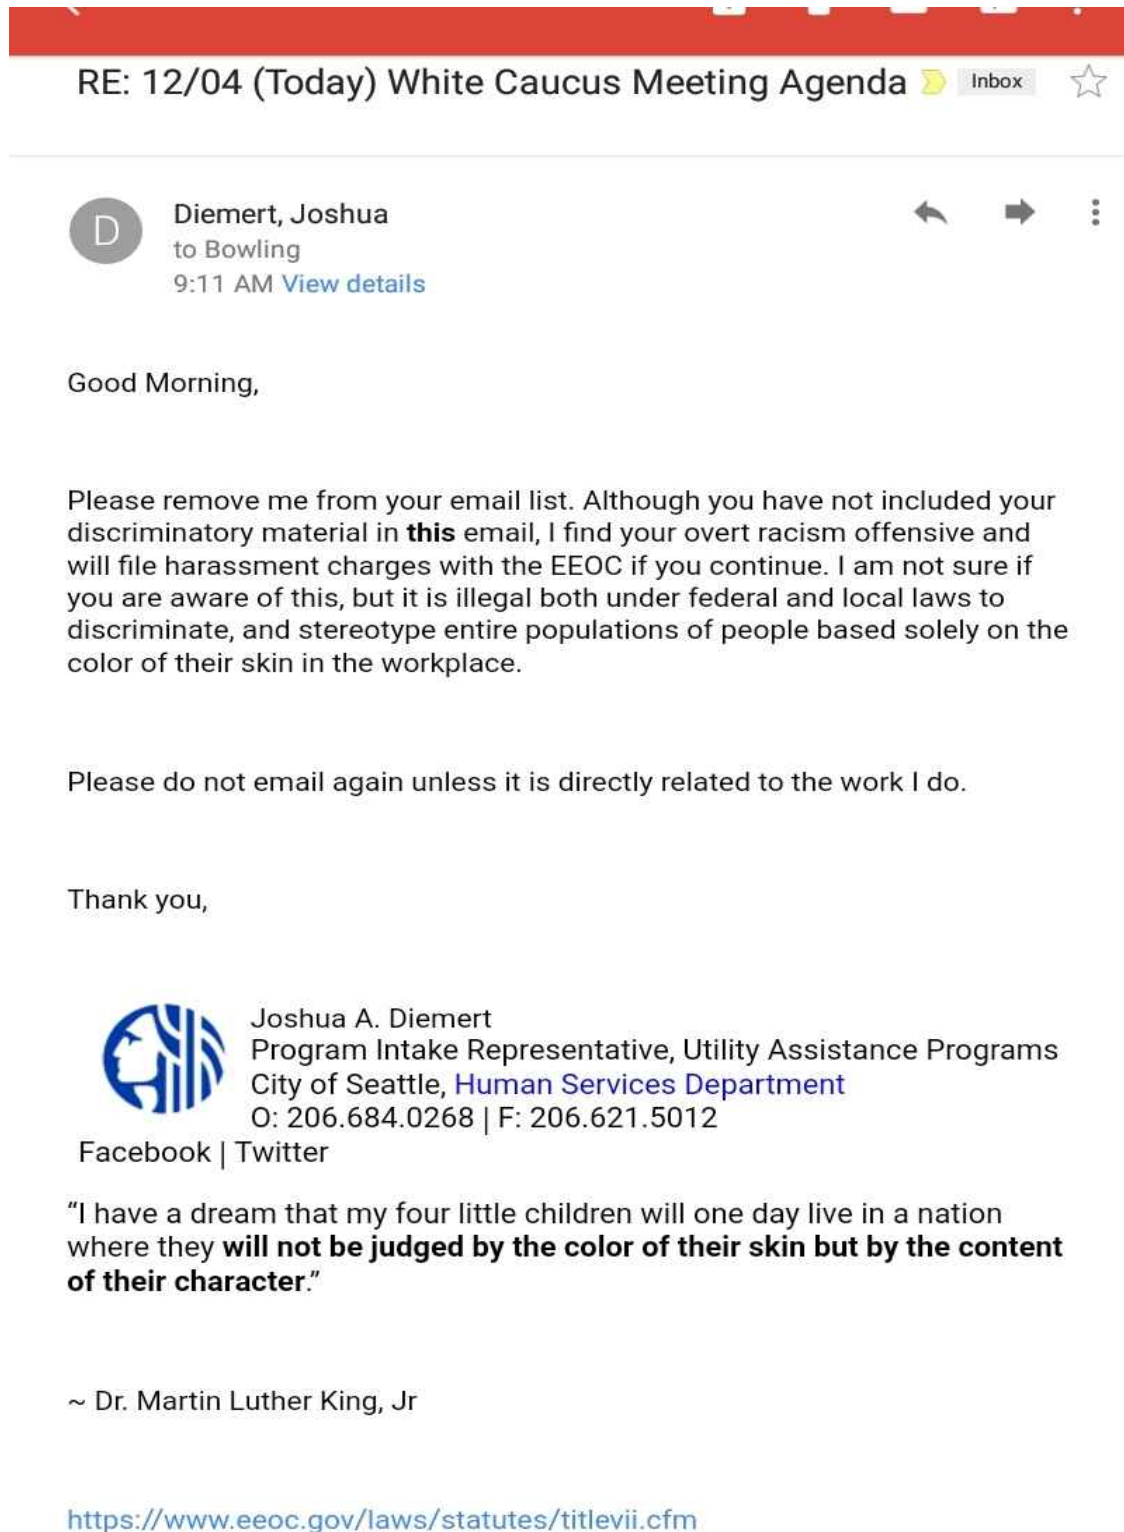 RE: 12/04 (Today) White Caucus Meeting Agenda Inbox
D
Diemert, Joshua
to Bowling
9:11 AM View details
Good Morning,
Please remove me from your email list. Although you have not included your
discriminatory material in this email, I find your overt racism offensive and
will file harassment charges with the EEOC if you continue. I am not sure if
you are aware of this, but it is illegal both under federal and local laws to
discriminate, and stereotype entire populations of people based solely on the
color of their skin in the workplace.
Please do not email again unless it is directly related to the work I do.
Thank you,
Joshua A. Diemert
Program Intake Representative, Utility Assistance Programs
City of Seattle, Human Services Department
O: 206.684.0268 | F: 206.621.5012
Facebook | Twitter
“I have a dream that my four little children will one day live in a nation
where they will not be judged by the color of their skin but by the content
of their character.”
~ Dr. Martin Luther King, Jr
https://www.eeoc.gov/laws/statutes/titlevii.cfm